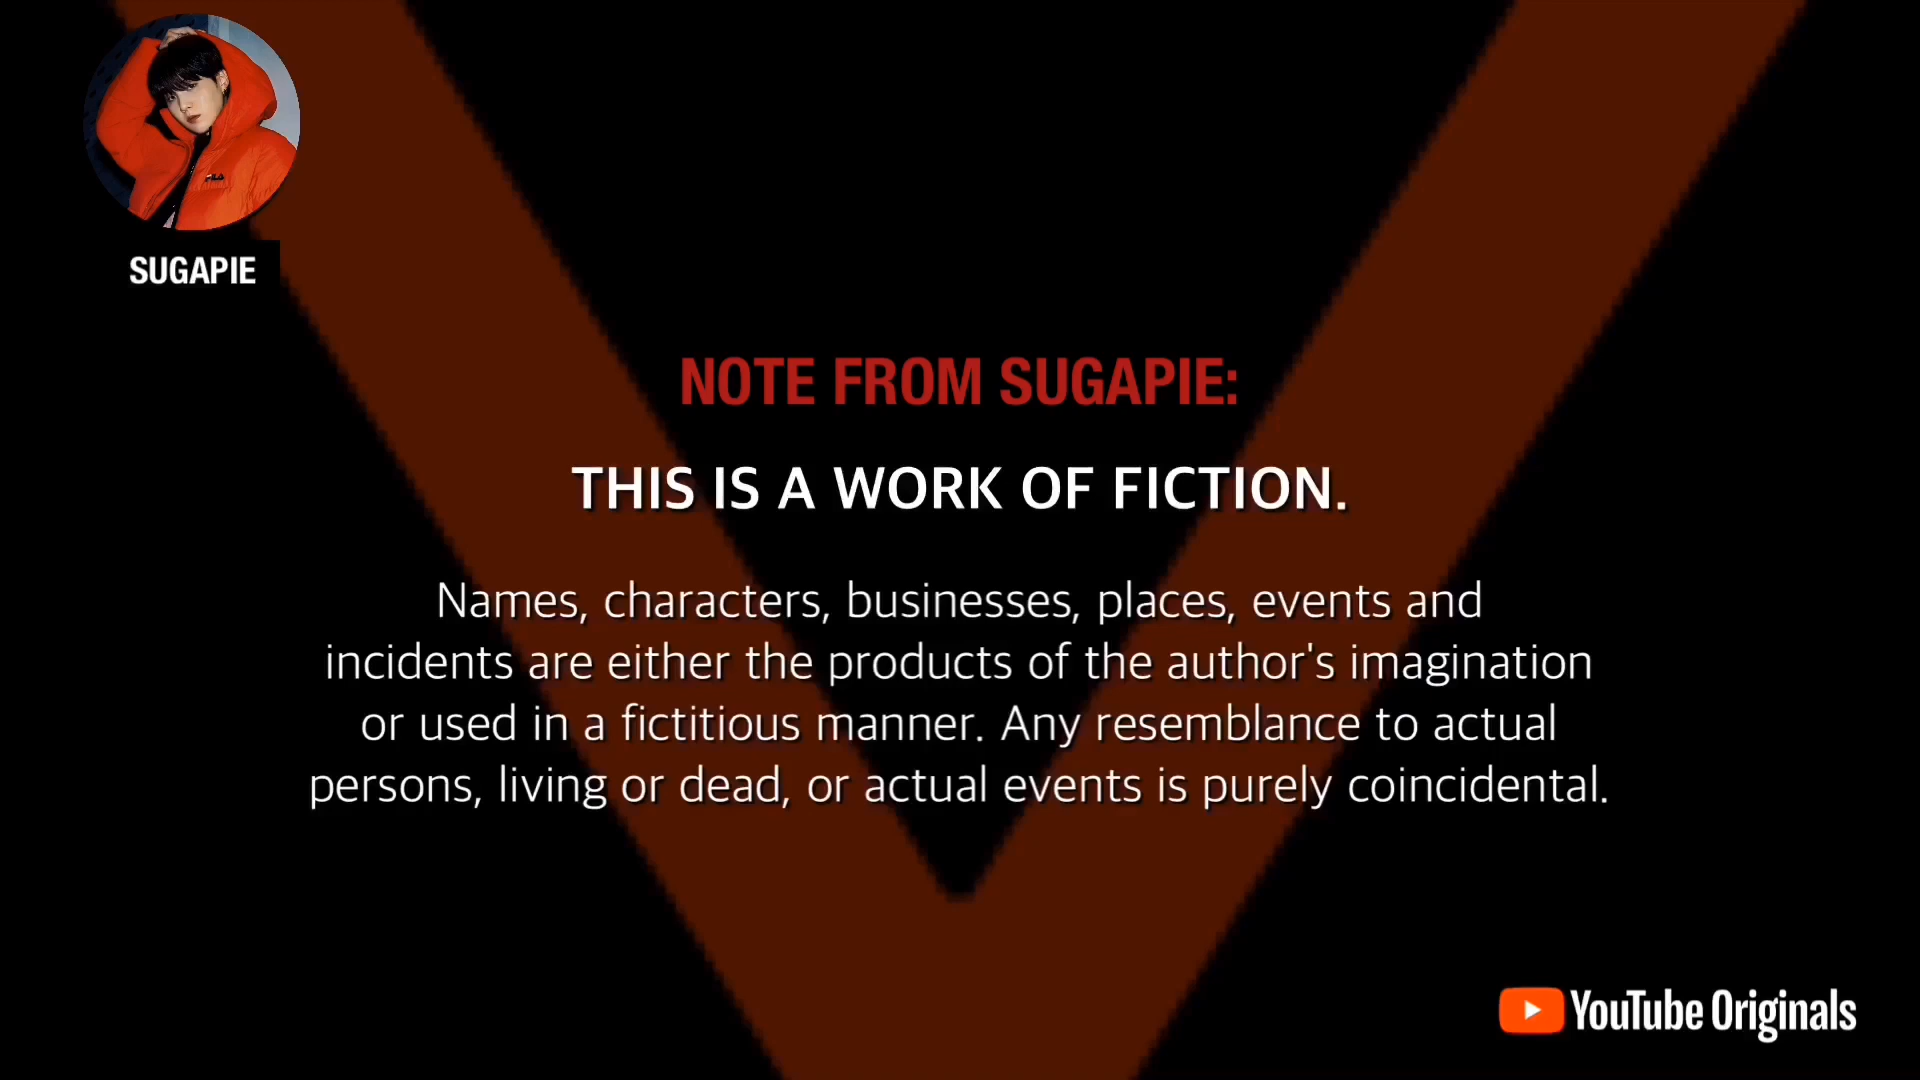 SUGAPIE
NOTE FROM SUGAPIE:
THIS IS A WORK OF FICTION.
Names, characters, businesses, places, events and
incidents are either the products of the author's imagination
or used in a fictitious manner. Any resemblance to actual
persons, living or dead, or actual events is purely coincidental.
YouTube Originals
FILA